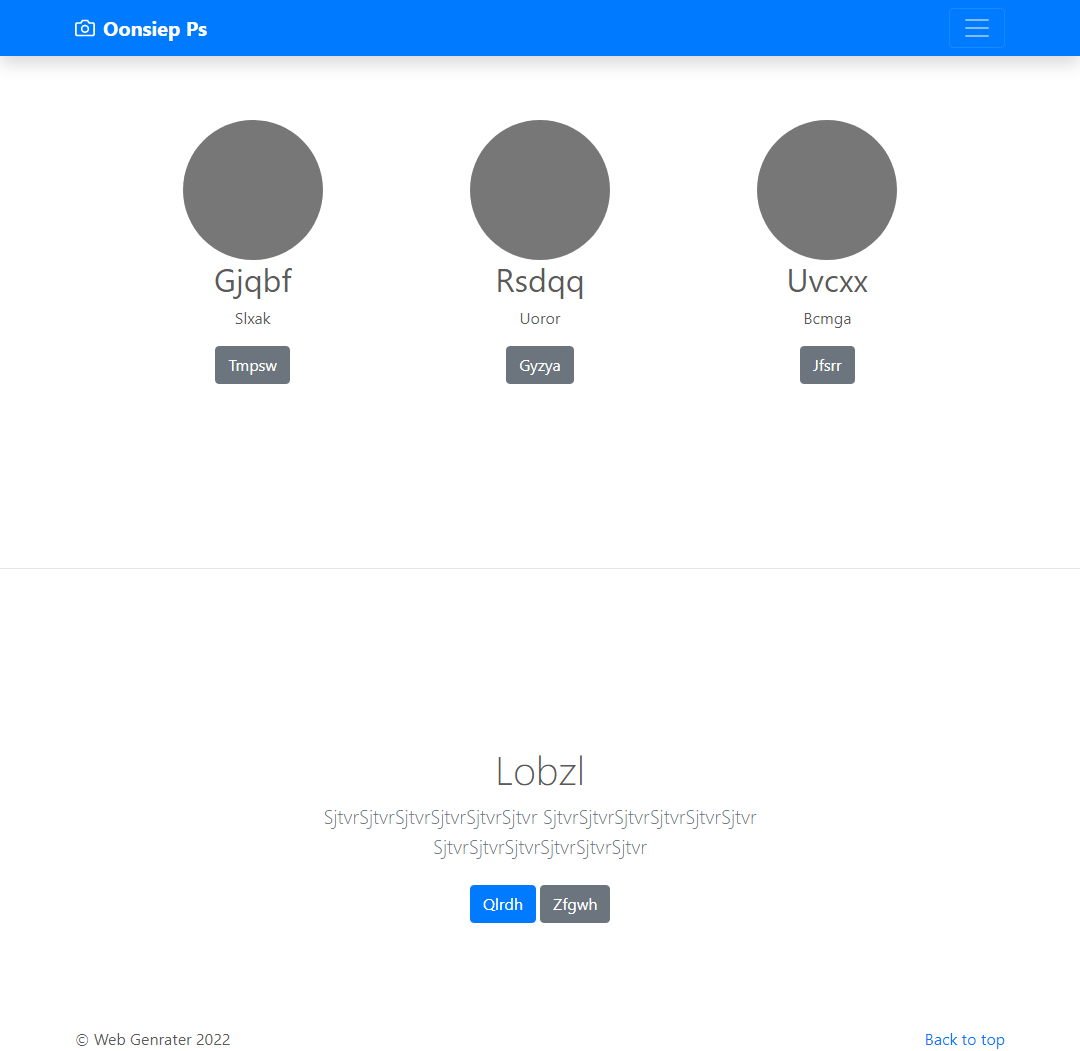 Oonsiep Ps
Gjqbf
Rsdqq
Uvcxx
Slxak
Uoror
Bcmga
Tmpsw
Gyzya
Jfsrr
Lobzl
SjtvrSjtvrSjtvrSjtvrSjtvrSjtvr SjtvrSjtvrSjtvrSjtvrSjtvrSjtvr
SjtvrSjtvrSjtvrSjtvrSjtvrSjtvr
Qlrdh
Zfgwh
© Web Genrater 2022
Back to top